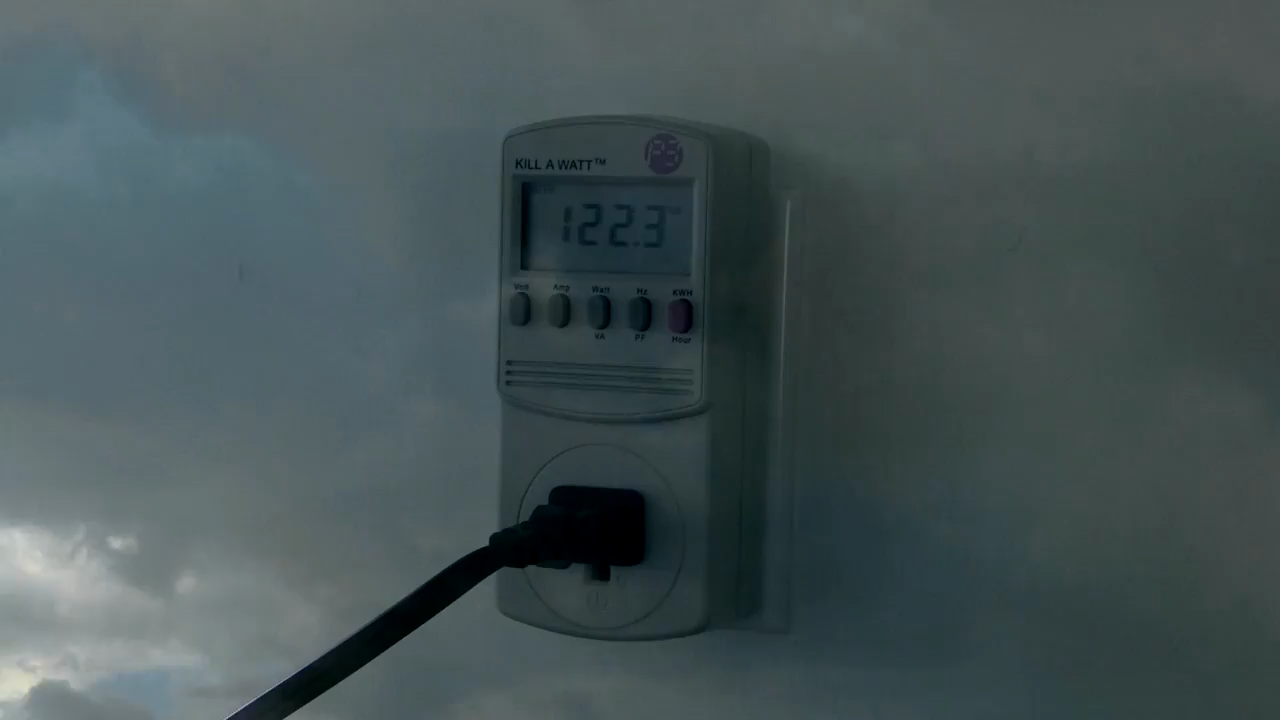 KILL A WATT™
P3
122.3
Volt Amp Watt Hz KWH
VA PF Hour